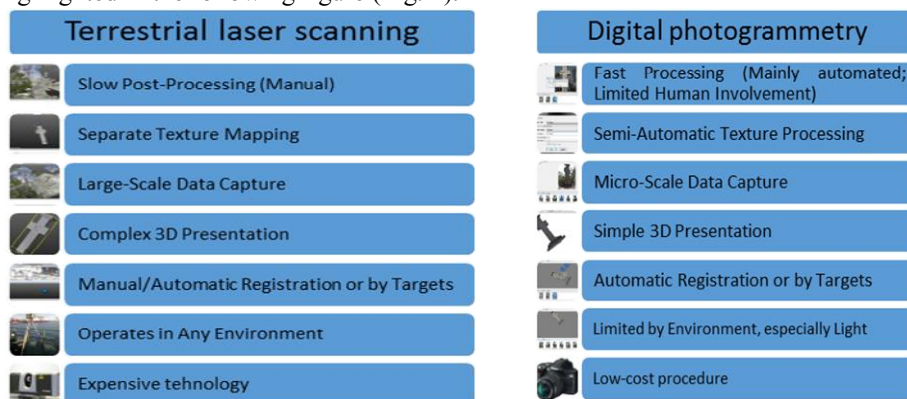 Terrestrial laser scanning
Slow Post-Processing (Manual)
Separate Texture Mapping
Large-Scale Data Capture
Complex 3D Presentation
Manual/Automatic Registration or by Targets
Operates in Any Environment
Expensive tehnology
Digital photogrammetry
Fast Processing (Mainly automated;
Limited Human Involvement)
Semi-Automatic Texture Processing
Micro-Scale Data Capture
Simple 3D Presentation
Automatic Registration or by Targets
Limited by Environment, especially Light
Low-cost procedure